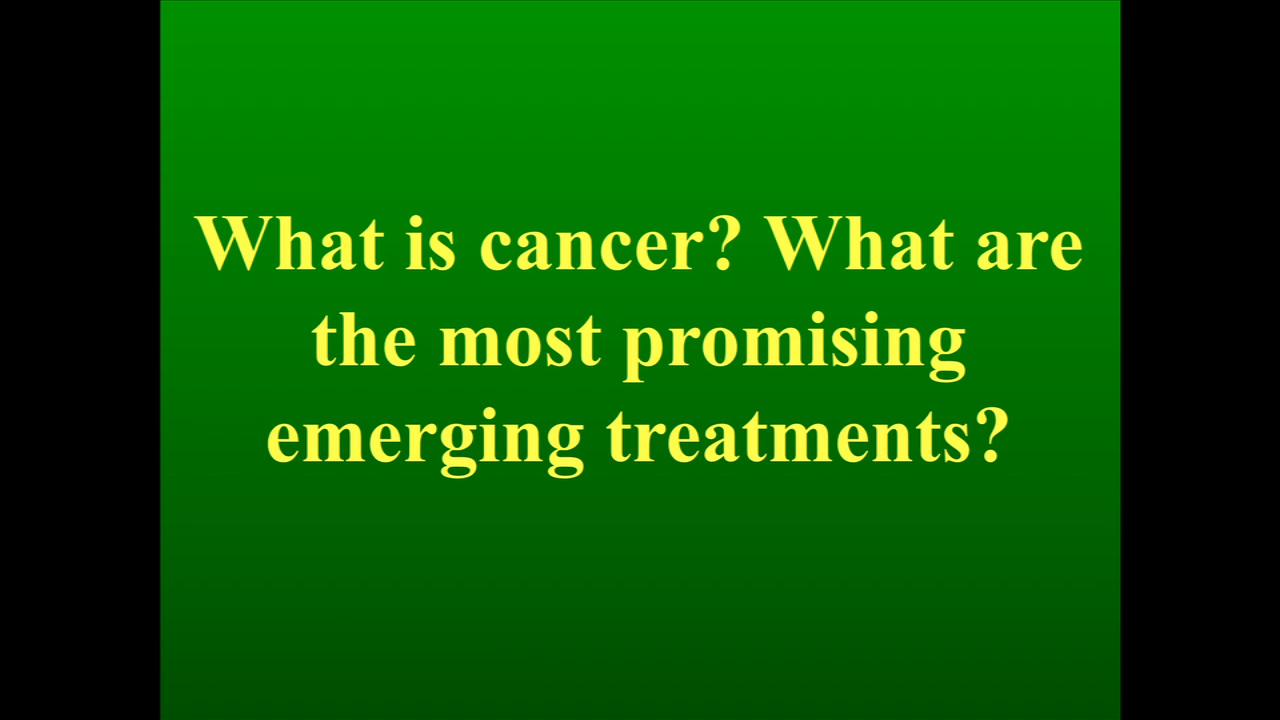 What is cancer? What are
the most promising
emerging treatments?